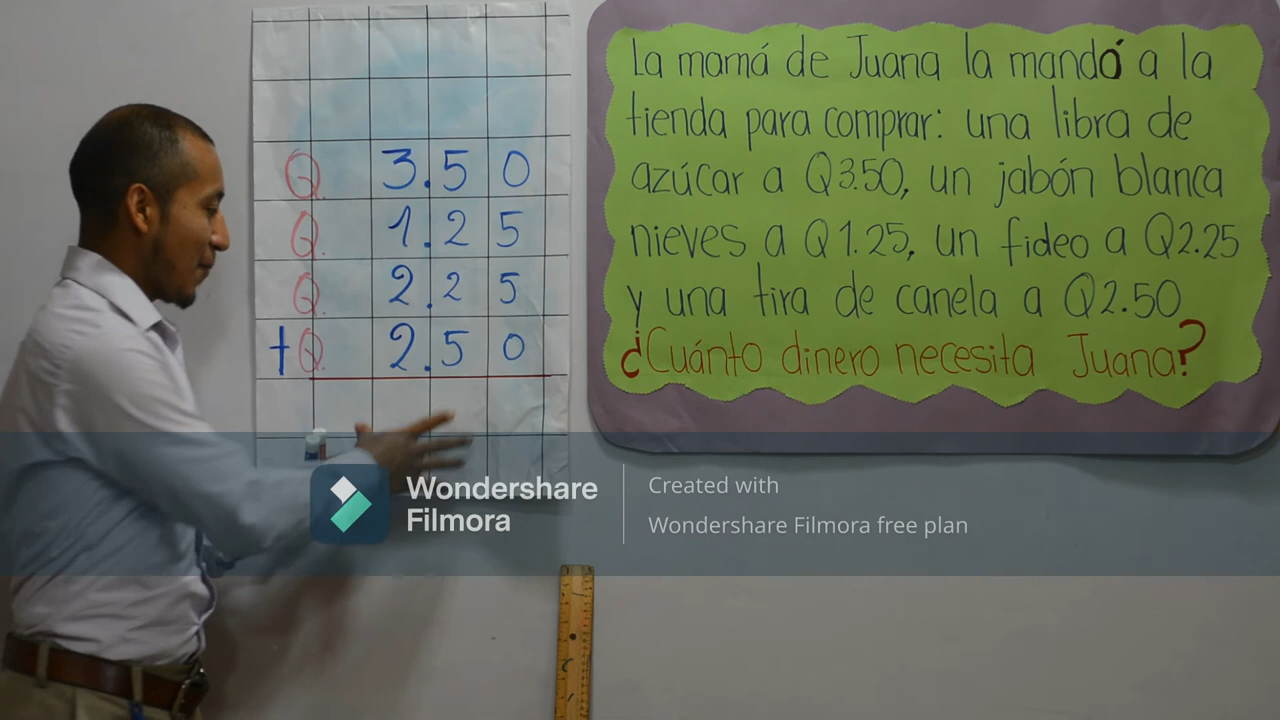 Q. 3.50
Q. 1.25
Q. 2.25
+Q. 2.50
La mamá de Juana la mandó a la
tienda para comprar: una libra de
azúcar a Q3.50, un jabón blanca
nieves a Q1.25, un fideo a Q2.25
y una tira de canela a Q2.50
¿Cuánto dinero necesita Juana?
Wondershare
Filmora
Created with
Wondershare Filmora free plan